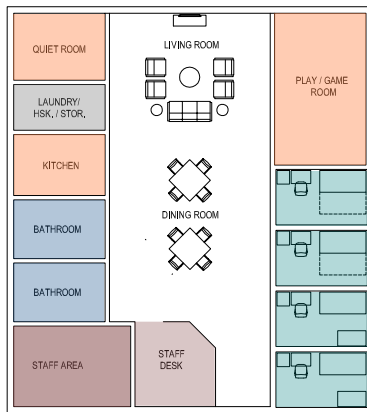 QUIET ROOM
LIVING ROOM
PLAY / GAME
ROOM
LAUNDRY/
HSK. / STOR.
KITCHEN
DINING ROOM
BATHROOM
BATHROOM
STAFF AREA
STAFF
DESK